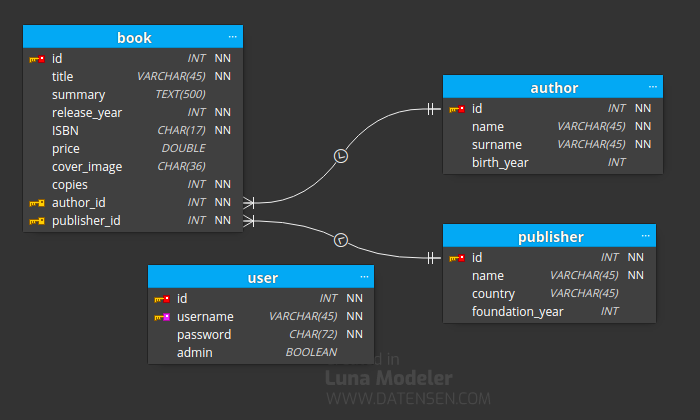 book ...
id INT NN
title VARCHAR(45) NN
summary TEXT(500)
release_year INT NN
ISBN CHAR(17) NN
price DOUBLE
cover_image CHAR(36)
copies INT NN
author_id INT NN
publisher_id INT NN
author ...
id INT NN
name VARCHAR(45) NN
surname VARCHAR(45) NN
birth_year INT
publisher ...
id INT NN
name VARCHAR(45) NN
country VARCHAR(45)
foundation_year INT
user ...
id INT NN
username VARCHAR(45) NN
password CHAR(72) NN
admin BOOLEAN
in
Luna Modeler
WWW.DATENSEN.COM